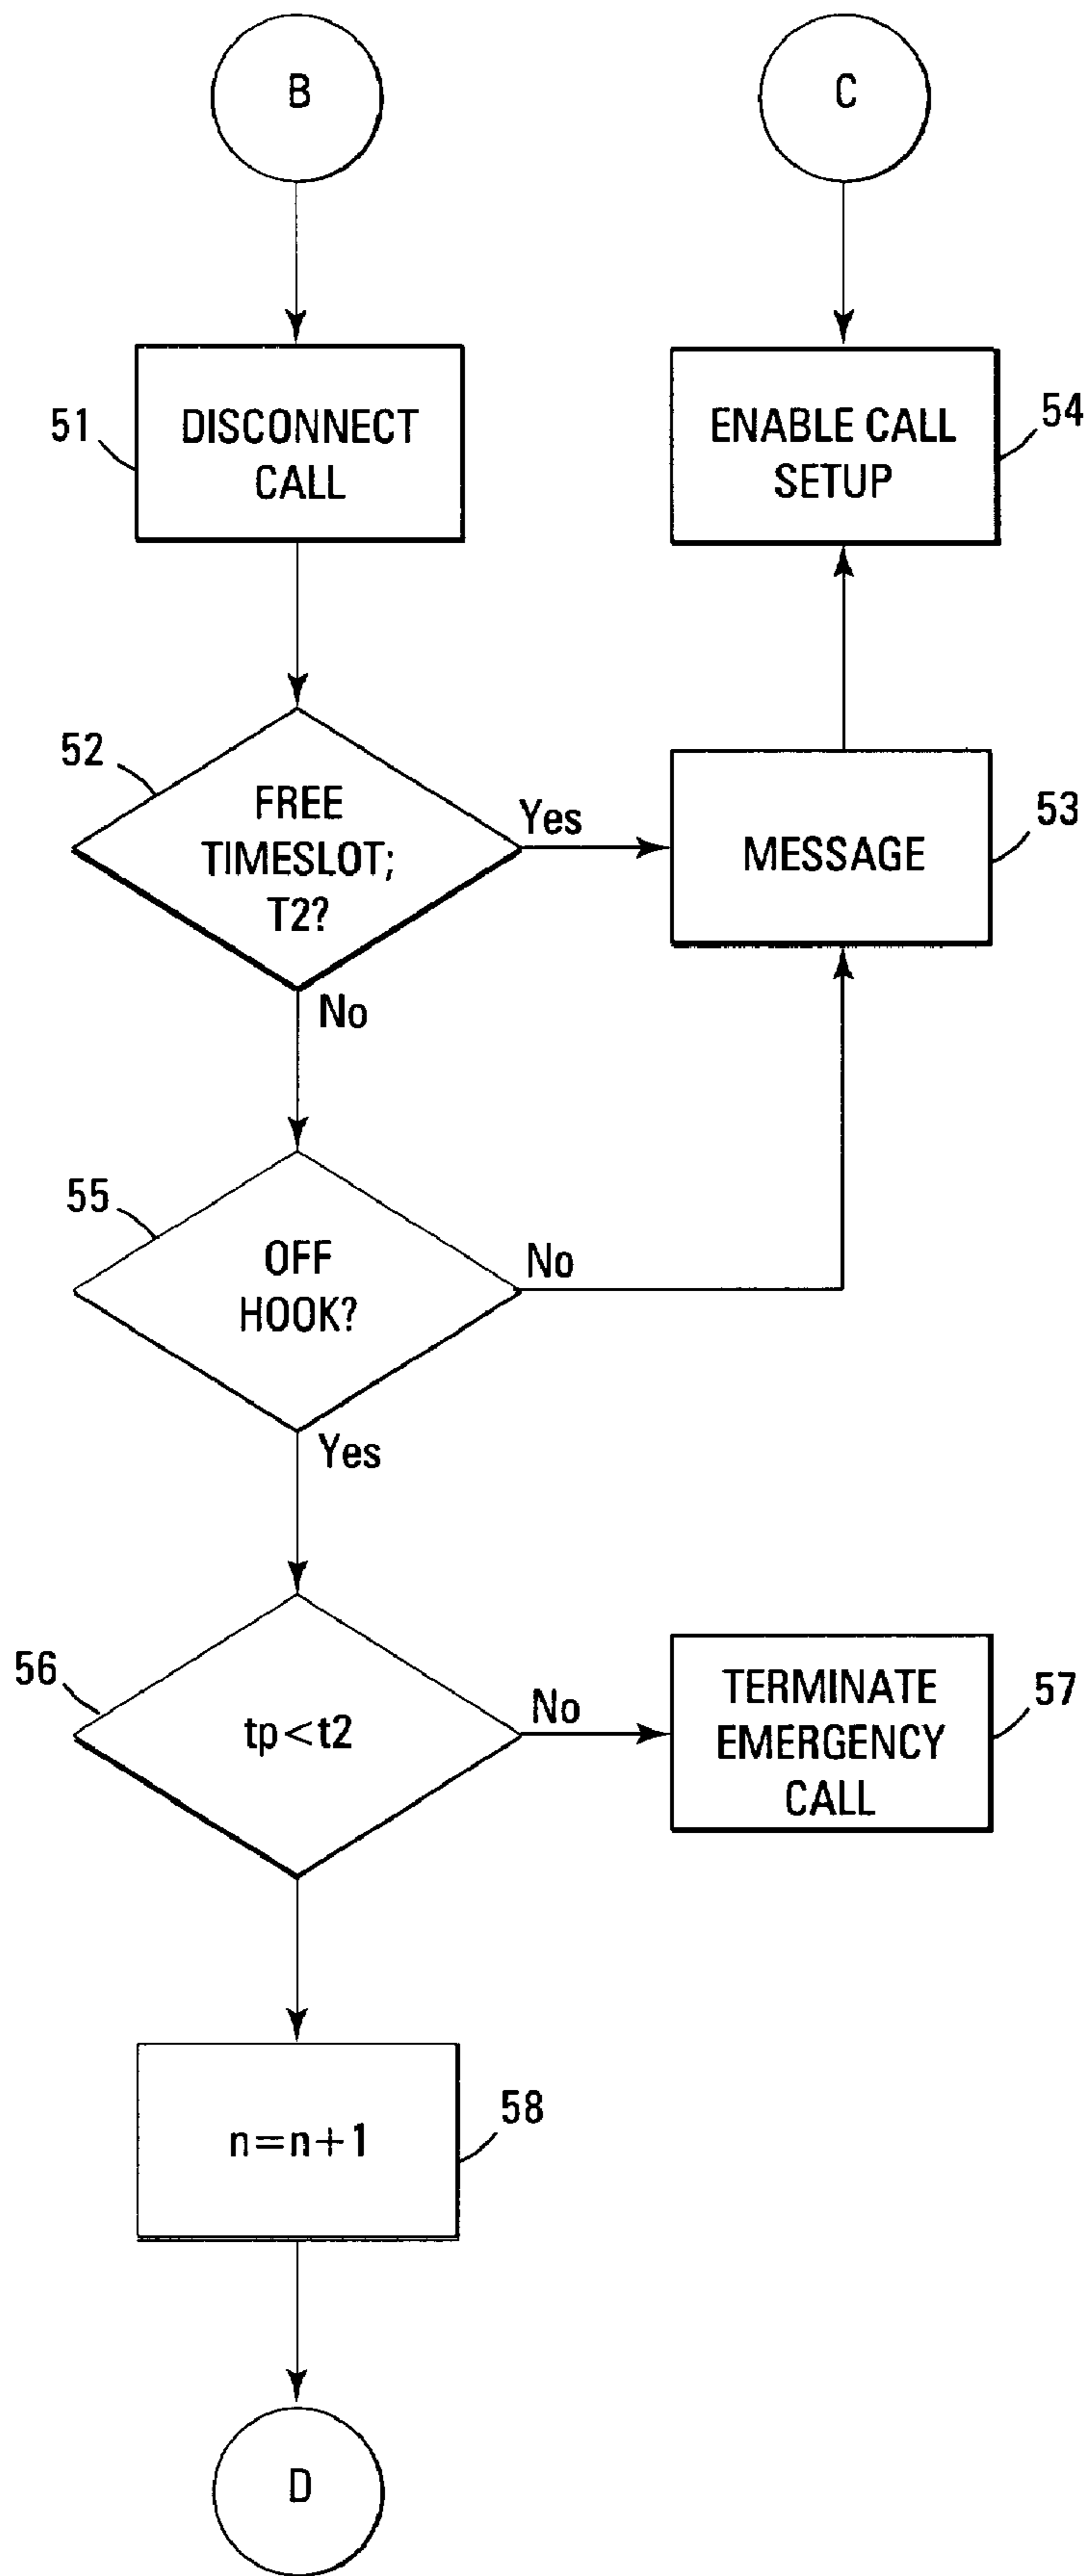 B
C
51
DISCONNECT
CALL
ENABLE CALL
SETUP
54
52
FREE
TIMESLOT;
T2?
Yes
MESSAGE
53
No
55
OFF
HOOK?
No
Yes
56
tp<t2
No
TERMINATE
EMERGENCY
CALL
57
n=n+1
58
D